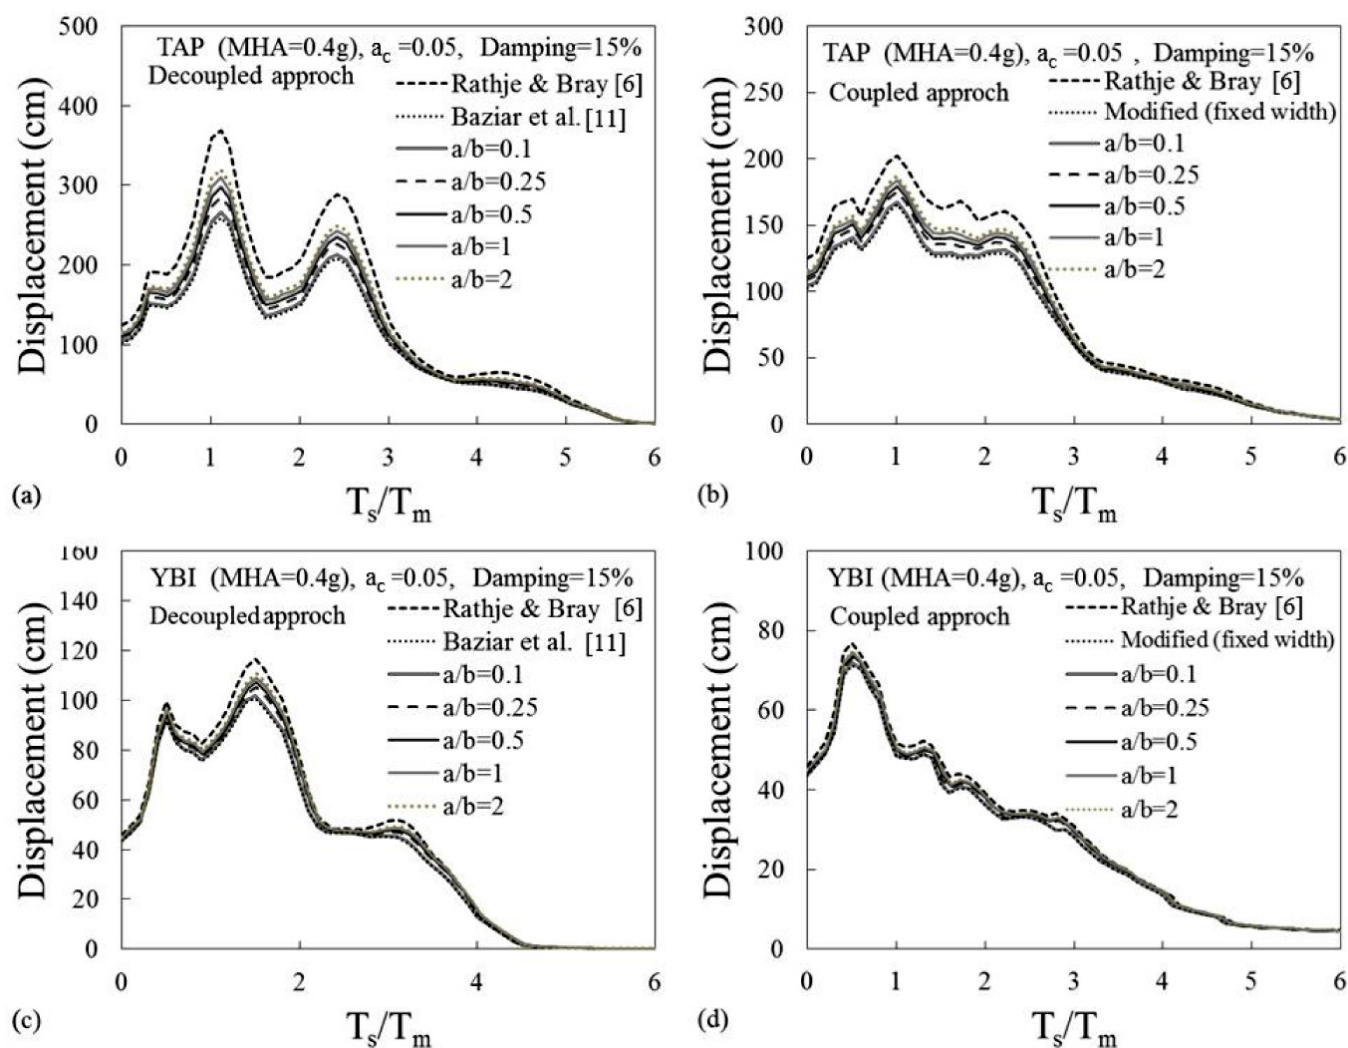 500
400
300
200
100
0
Displacement (cm)
TAP (MHA=0.4g), ac =0.05, Damping=15%
Decoupled approch
Rathje & Bray [6]
Baziar et al. [11]
a/b=0.1
a/b=0.25
a/b=0.5
a/b=1
a/b=2
0 1 2 3 4 5 6
(a)
Ts/Tm
300
250
200
150
100
50
0
Displacement (cm)
TAP (MHA=0.4g), ac =0.05 , Damping=15%
Coupled approch
Rathje & Bray [6]
Modified (fixed width)
a/b=0.1
a/b=0.25
a/b=0.5
a/b=1
a/b=2
0 1 2 3 4 5 6
(b)
Ts/Tm
160
140
120
100
80
60
40
20
0
Displacement (cm)
YBI (MHA=0.4g), ac =0.05, Damping=15%
Decoupled approch
Rathje & Bray [6]
Baziar et al. [11]
a/b=0.1
a/b=0.25
a/b=0.5
a/b=1
a/b=2
0 2 4 6
(c)
Ts/Tm
100
80
60
40
20
0
Displacement (cm)
YBI (MHA=0.4g), ac =0.05, Damping=15%
Coupled approch
Rathje & Bray [6]
Modified (fixed width)
a/b=0.1
a/b=0.25
a/b=0.5
a/b=1
a/b=2
0 1 2 3 4 5 6
(d)
Ts/Tm